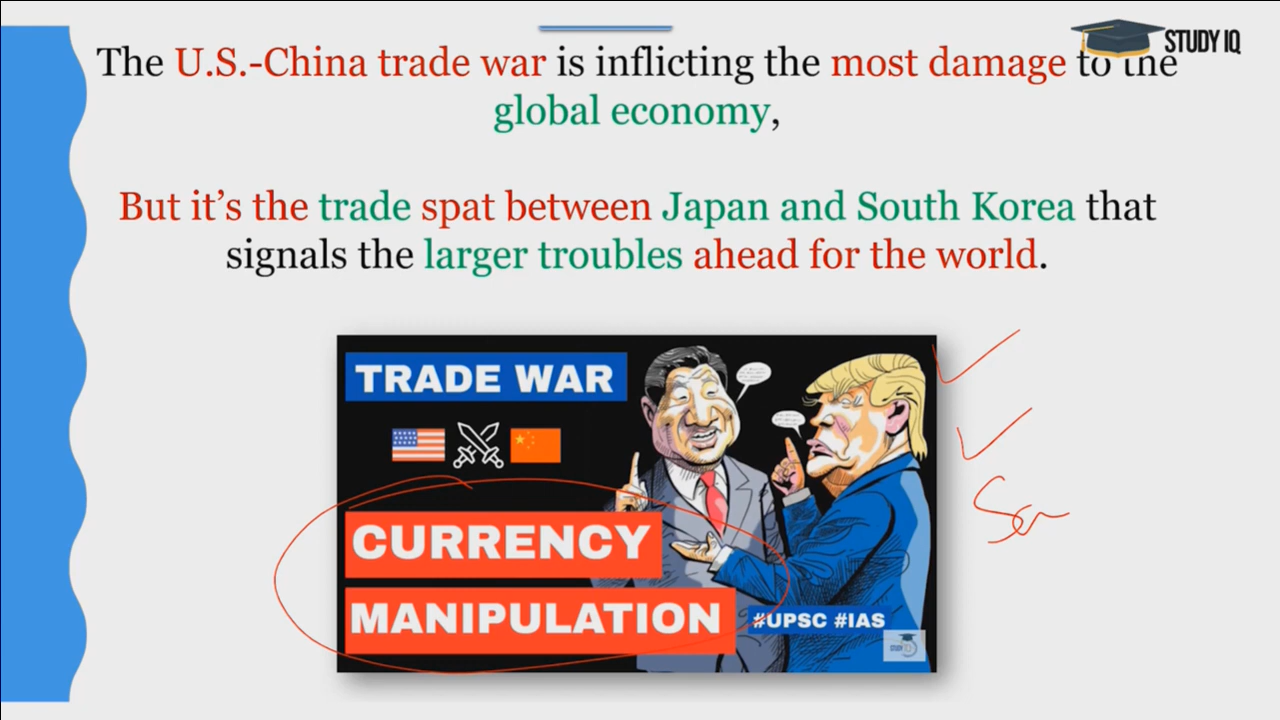 STUDY IQ
The U.S.-China trade war is inflicting the most damage to the
global economy,
But it's the trade spat between Japan and South Korea that
signals the larger troubles ahead for the world.
TRADE WAR
CURRENCY
MANIPULATION
#UPSC #IAS